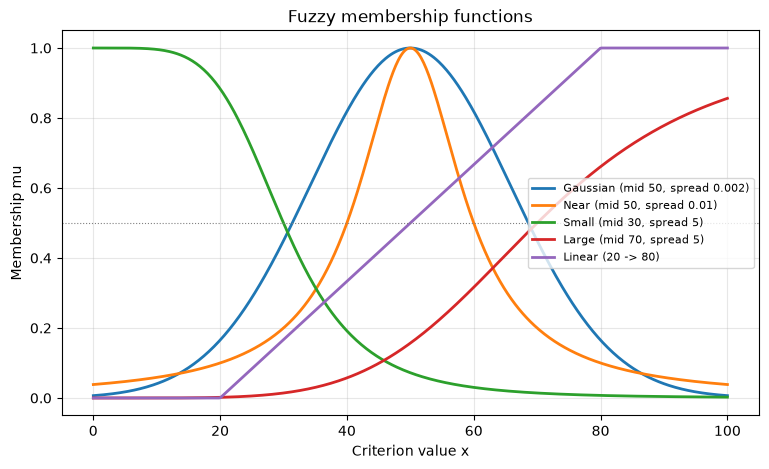 Fuzzy membership functions
Membership mu
1.0
0.8
0.6
0.4
0.2
0.0
Gaussian (mid 50, spread 0.002)
Near (mid 50, spread 0.01)
Small (mid 30, spread 5)
Large (mid 70, spread 5)
Linear (20 -> 80)
0 20 40 60 80 100
Criterion value x